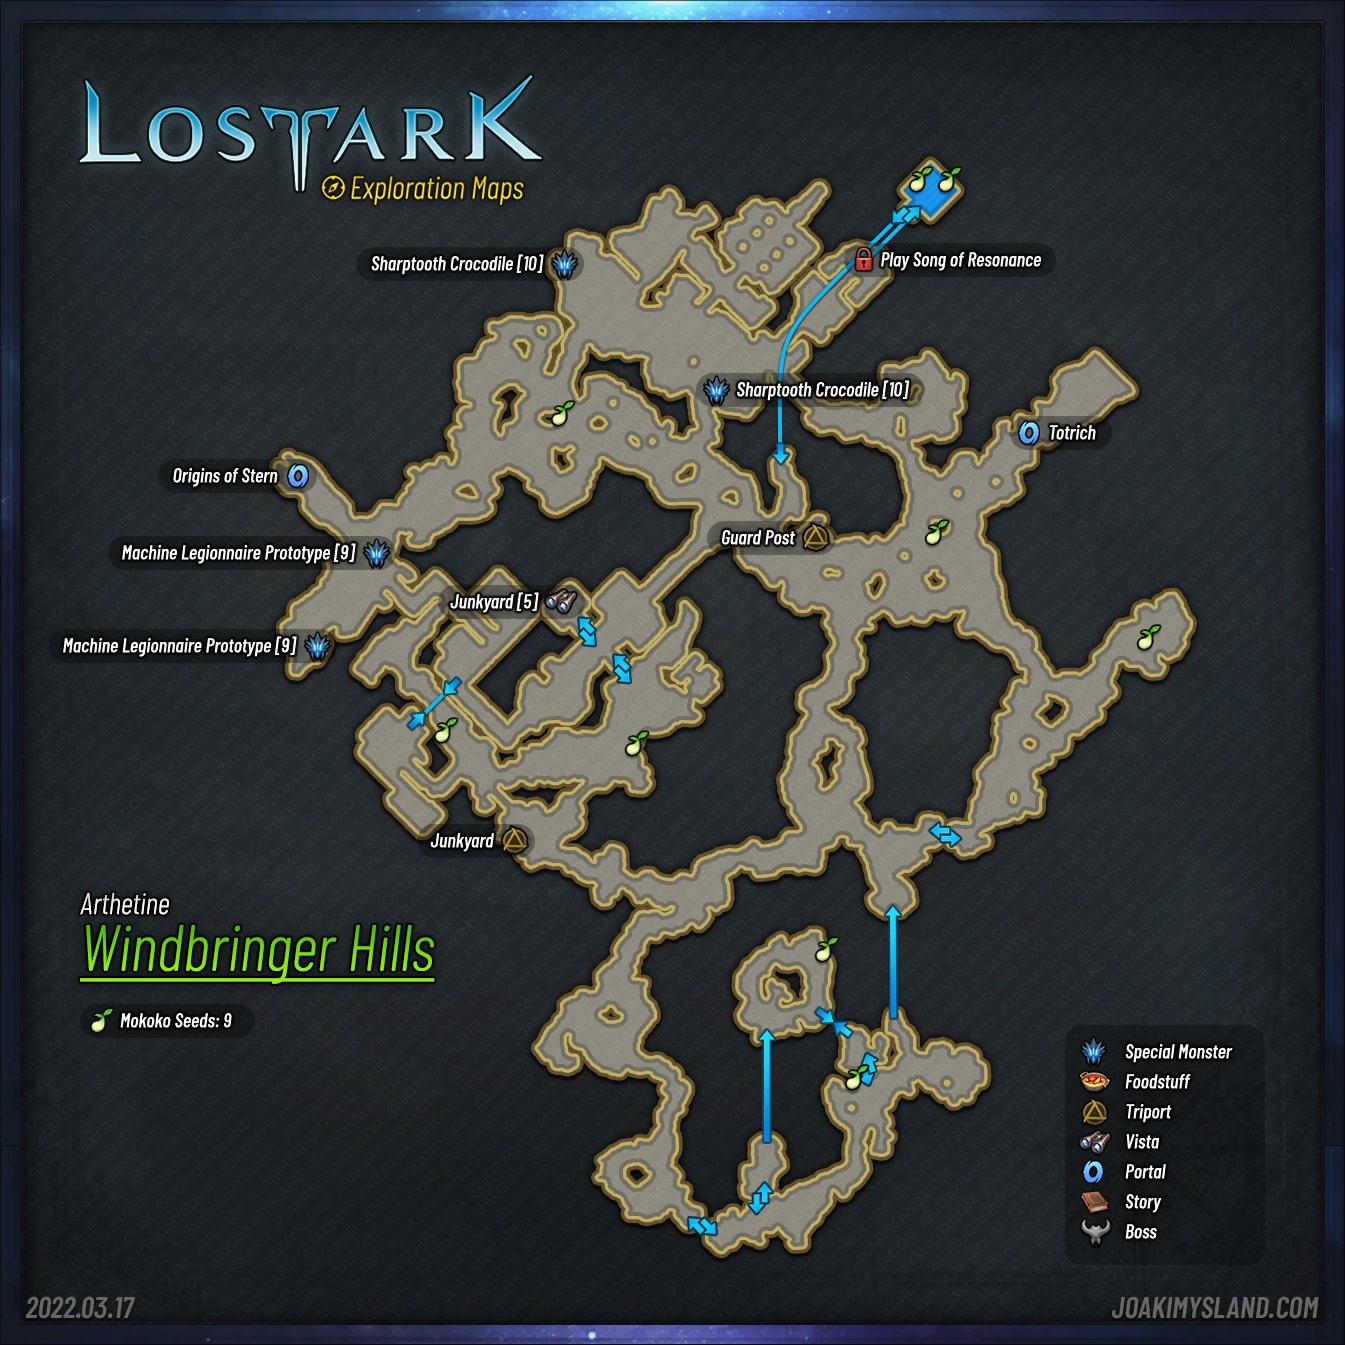 LOSTARK
Exploration Maps
Sharptooth Crocodile [10]
Play Song of Resonance
Sharptooth Crocodile [10]
Totrich
Origins of Stern
Guard Post
Machine Legionnaire Prototype [9]
Junkyard [5]
Machine Legionnaire Prototype [9]
Junkyard
Arthetine
Windbringer Hills
Mokoko Seeds: 9
Special Monster
Foodstuff
Triport
Vista
Portal
Story
Boss
2022.03.17
JOAKIMYSLAND.COM